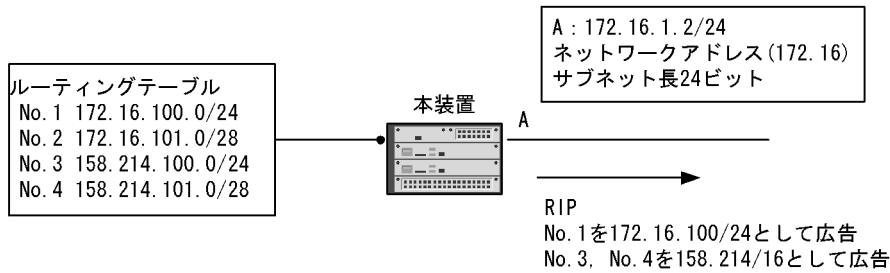 A：172.16.1.2/24
ネットワークアドレス(172.16)
サブネット長24ビット
ルーティングテーブル
No.1 172.16.100.0/24
No.2 172.16.101.0/28
No.3 158.214.100.0/24
No.4 158.214.101.0/28
本装置
A
RIP
No.1を172.16.100/24として広告
No.3, No.4を158.214/16として広告